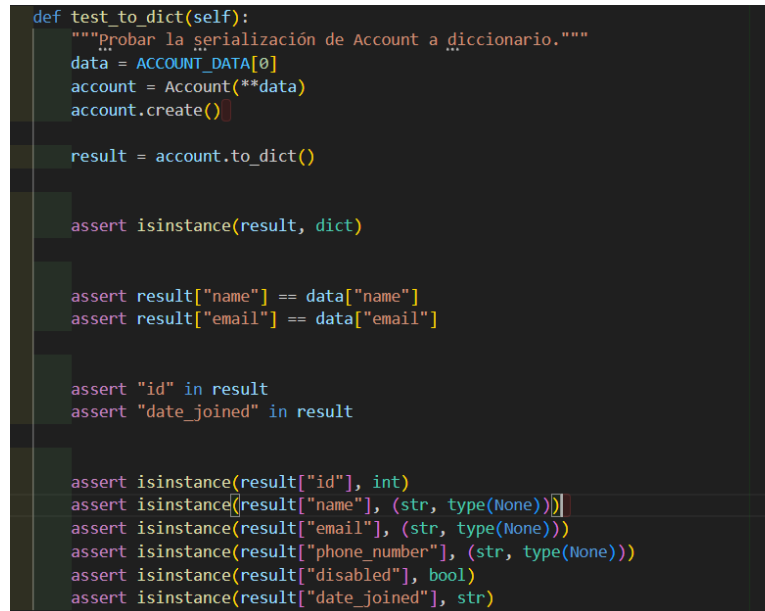 def test_to_dict(self):
"""Probar la serialización de Account a diccionario."""
data = ACCOUNT_DATA[0]
account = Account(**data)
account.create()
result = account.to_dict()
assert isinstance(result, dict)
assert result["name"] == data["name"]
assert result["email"] == data["email"]
assert "id" in result
assert "date_joined" in result
assert isinstance(result["id"], int)
assert isinstance(result["name"], (str, type(None)))
assert isinstance(result["email"], (str, type(None)))
assert isinstance(result["phone_number"], (str, type(None)))
assert isinstance(result["disabled"], bool)
assert isinstance(result["date_joined"], str)